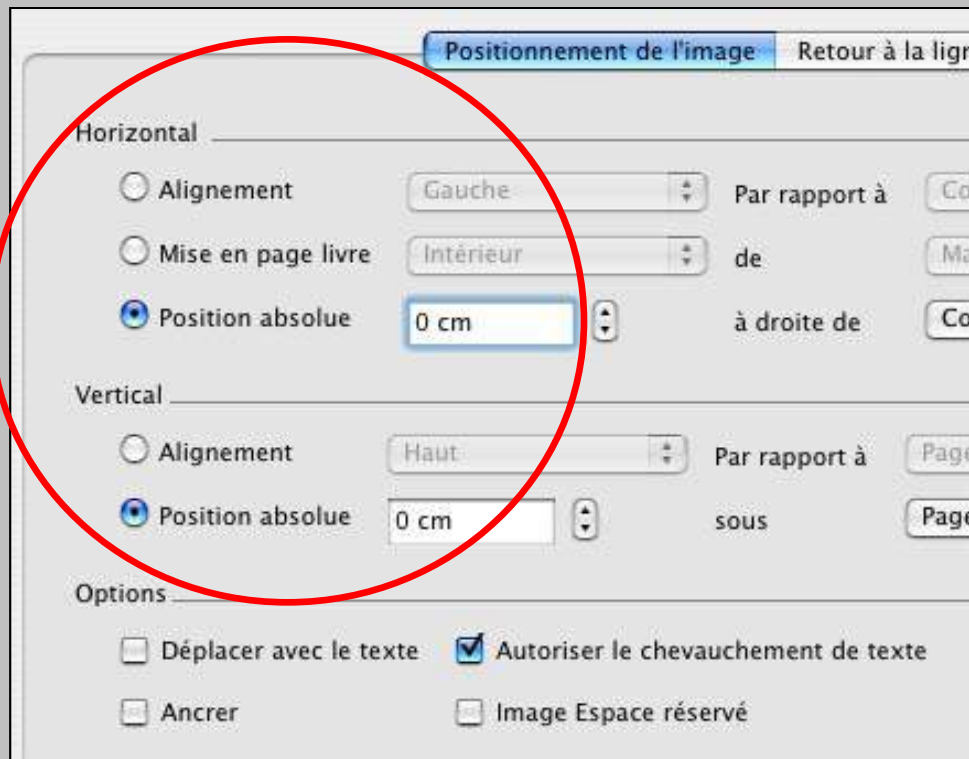 Positionnement de l'image Retour à la
Horizontal
Alignement Gauche Par rapport à
Mise en page livre Intérieur de
Position absolue 0 cm à droite de
Vertical
Alignement Haut Par rapport à Page
Position absolue 0 cm sous Page
Options
Déplacer avec le texte Autoriser le chevauchement de texte
Ancrer Image Espace réservé